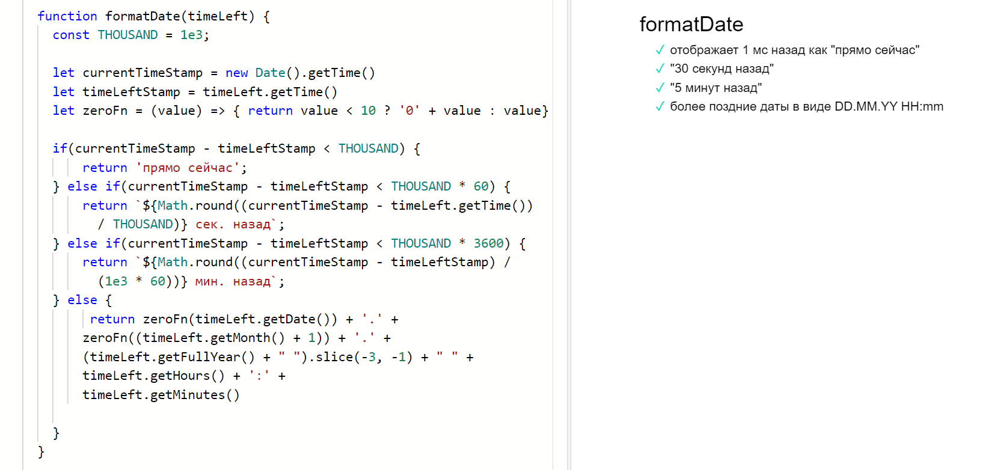 function formatDate(timeLeft) {
const THOUSAND = 1e3;
let currentTimeStamp = new Date().getTime()
let timeLeftStamp = timeLeft.getTime()
let zeroFn = (value) => { return value < 10 ? '0' + value : value}
if(currentTimeStamp - timeLeftStamp < THOUSAND) {
return 'прямо сейчас';
} else if(currentTimeStamp - timeLeftStamp < THOUSAND * 60) {
return `${Math.round((currentTimeStamp - timeLeft.getTime())
/ THOUSAND)} сек. назад`;
} else if(currentTimeStamp - timeLeftStamp < THOUSAND * 3600) {
return `${Math.round((currentTimeStamp - timeLeftStamp) /
(1e3 * 60))} мин. назад`;
} else {
return zeroFn(timeLeft.getDate()) + '.' +
zeroFn((timeLeft.getMonth() + 1)) + '.' +
(timeLeft.getFullYear() + " ").slice(-3, -1) + " " +
timeLeft.getHours() + ':' +
timeLeft.getMinutes()
}
}
formatDate
✓ отображает 1 мс назад как "прямо сейчас"
✓ "30 секунд назад"
✓ "5 минут назад"
✓ более поздние даты в виде DD.MM.YY HH:mm